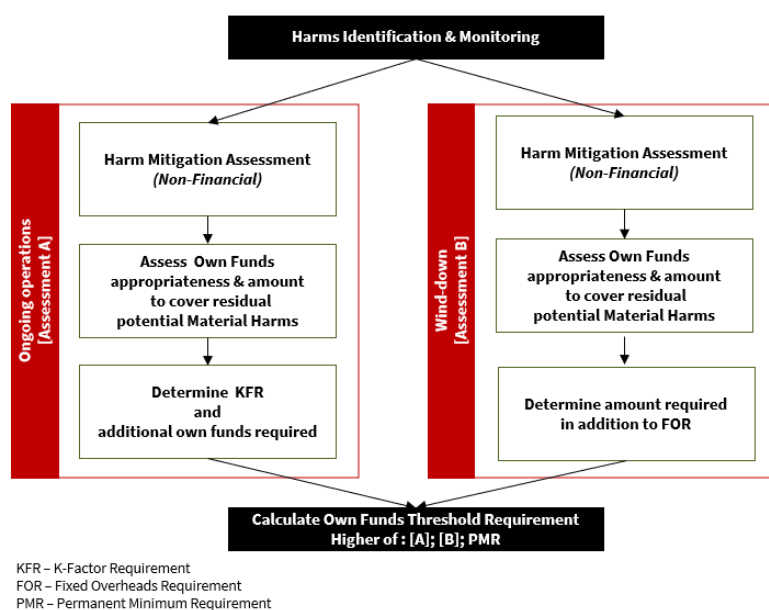 Harms Identification & Monitoring
Ongoing operations
[Assessment A]
Harm Mitigation Assessment
(Non-Financial)
Assess Own Funds
appropriateness & amount
to cover residual
potential Material Harms
Determine KFR
and
additional own funds required
Wind-down
[Assessment B]
Harm Mitigation Assessment
(Non-Financial)
Assess Own Funds
appropriateness & amount
to cover residual
potential Material Harms
Determine amount required
in addition to FOR
Calculate Own Funds Threshold Requirement
Higher of : [A]; [B]; PMR
KFR – K-Factor Requirement
FOR – Fixed Overheads Requirement
PMR – Permanent Minimum Requirement